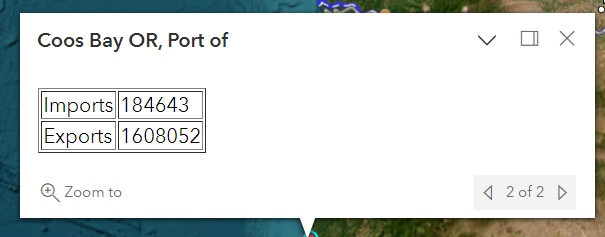 Coos Bay OR, Port of
Imports 184643
Exports 1608052
Zoom to
2 of 2